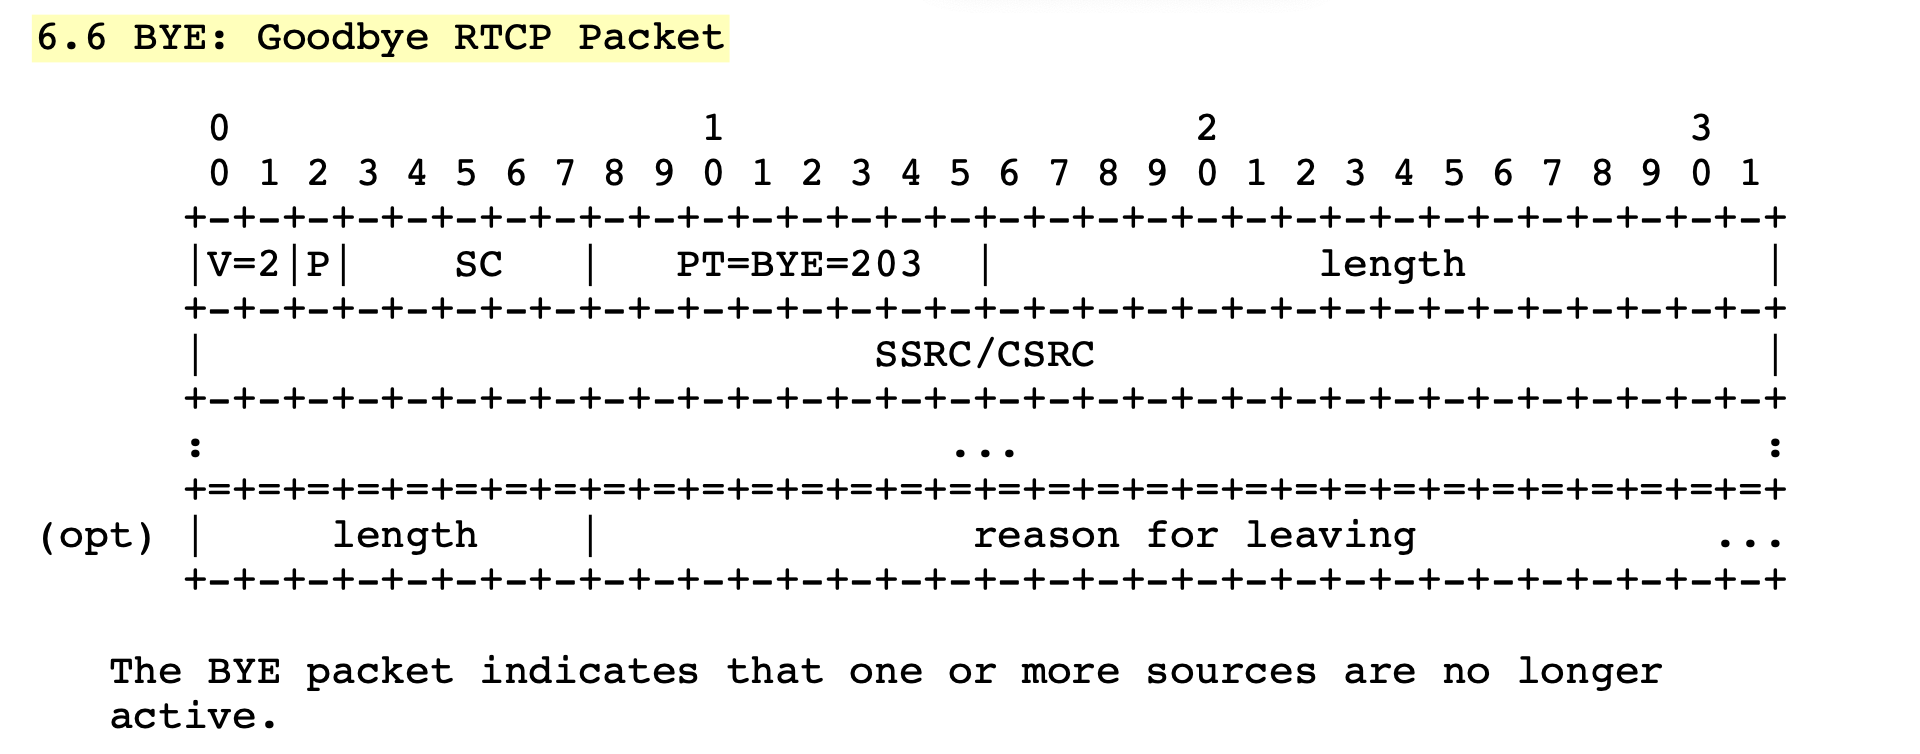 6.6 BYE: Goodbye RTCP Packet
0                   1                   2                   3
0 1 2 3 4 5 6 7 8 9 0 1 2 3 4 5 6 7 8 9 0 1 2 3 4 5 6 7 8 9 0 1
+-+-+-+-+-+-+-+-+-+-+-+-+-+-+-+-+-+-+-+-+-+-+-+-+-+-+-+-+-+-+-+-+
|V=2|P|    SC   |   PT=BYE=203  |             length            |
+-+-+-+-+-+-+-+-+-+-+-+-+-+-+-+-+-+-+-+-+-+-+-+-+-+-+-+-+-+-+-+-+
|                           SSRC/CSRC                           |
+-+-+-+-+-+-+-+-+-+-+-+-+-+-+-+-+-+-+-+-+-+-+-+-+-+-+-+-+-+-+-+-+
:                              ...                              :
+=+=+=+=+=+=+=+=+=+=+=+=+=+=+=+=+=+=+=+=+=+=+=+=+=+=+=+=+=+=+=+=+
(opt) |     length    |               reason for leaving            ...
+-+-+-+-+-+-+-+-+-+-+-+-+-+-+-+-+-+-+-+-+-+-+-+-+-+-+-+-+-+-+-+-+
The BYE packet indicates that one or more sources are no longer
active.